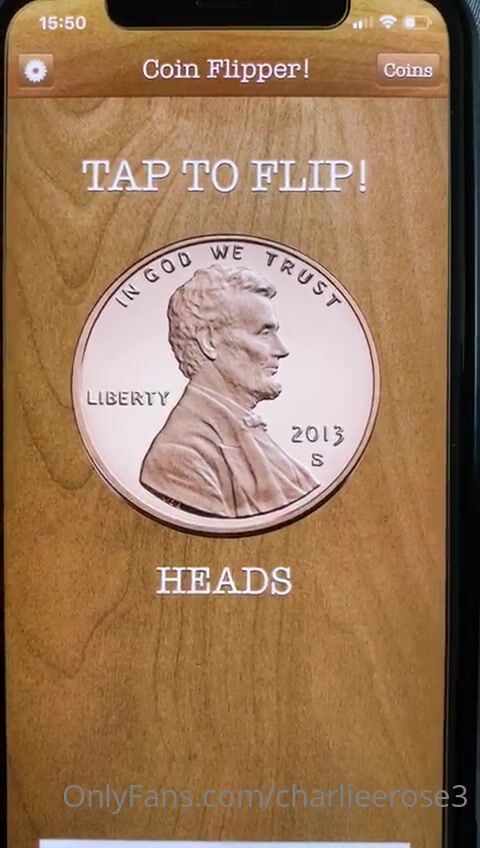 15:50
Coin Flipper!
Coins
TAP TO FLIP!
IN GOD WE TRUST
LIBERTY
2013
S
HEADS
OnlyFans.com/charlieerose3